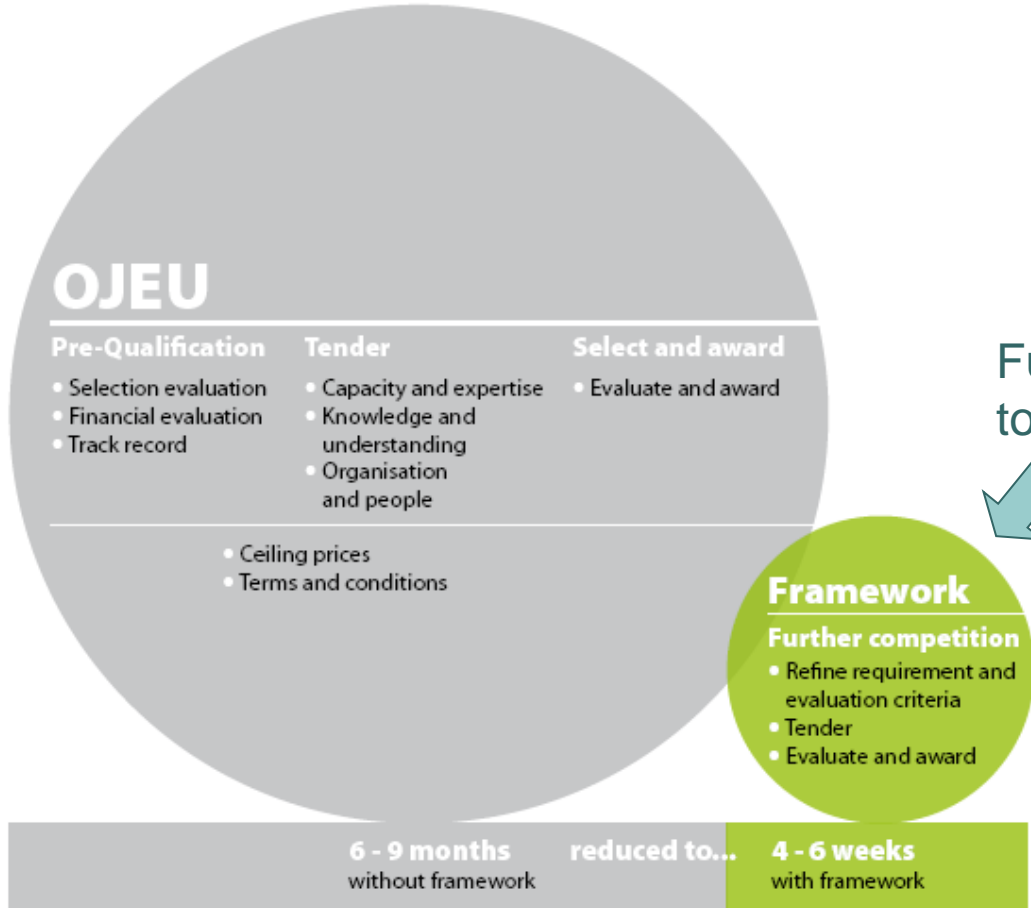 OJEU
Pre-Qualification
• Selection evaluation
• Financial evaluation
• Track record
Tender
• Capacity and expertise
• Knowledge and
understanding
• Organisation
and people
Select and award
• Evaluate and award
• Ceiling prices
• Terms and conditions
Framework
Further competition
• Refine requirement and
evaluation criteria
• Tender
• Evaluate and award
6 - 9 months
without framework
reduced to...
4 - 6 weeks
with framework